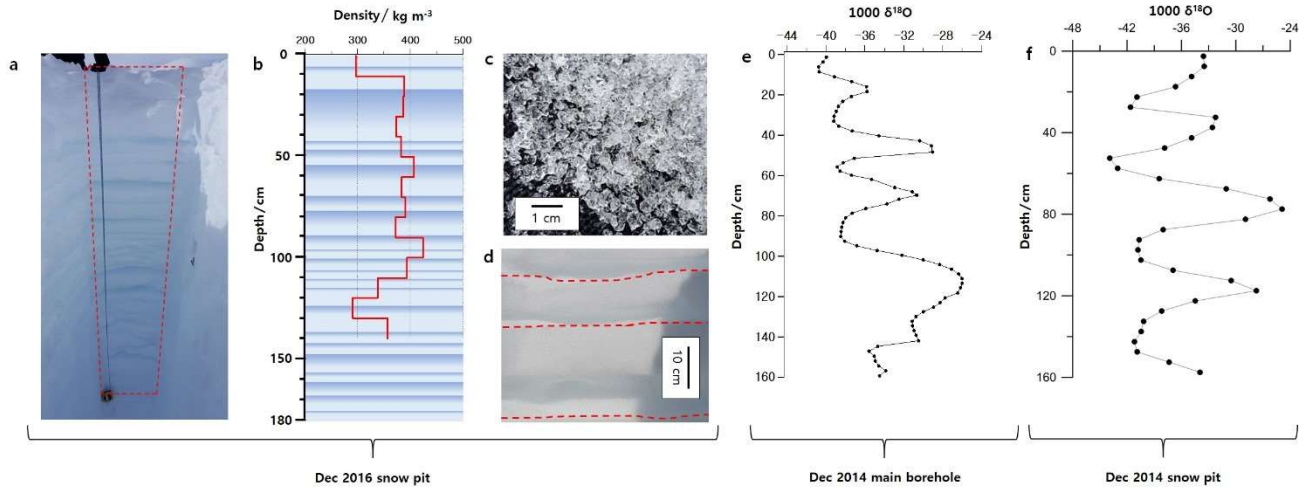 a
b
Density / kg m⁻³
200 300 400 500
Depth / cm
0
50
100
150
180
c
1 cm
d
10 cm
e
1000 δ¹⁸O
−44 −40 −36 −32 −28 −24
Depth / cm
0
20
40
60
80
100
120
140
160
f
1000 δ¹⁸O
−48 −42 −36 −30 −24
Depth / cm
0
40
80
120
160
Dec 2016 snow pit
Dec 2014 main borehole
Dec 2014 snow pit